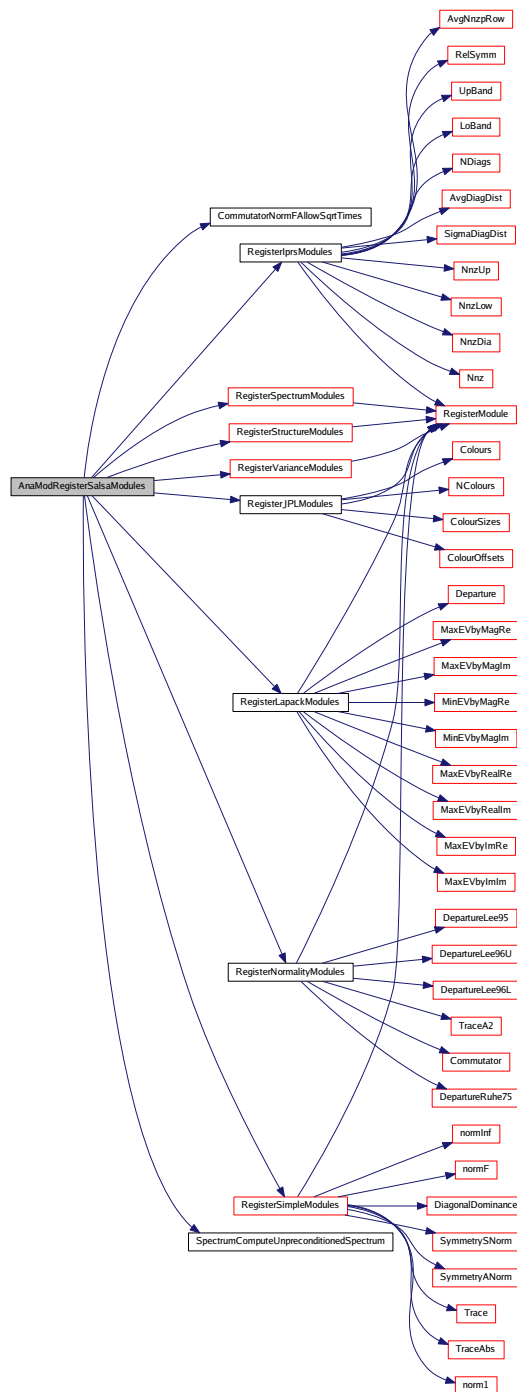 AvgNnzpRow
RelSymm
UpBand
LoBand
NDiags
AvgDiagDist
CommutatorNormFAllowSqrtTimes
SigmaDiagDist
RegisterIprsModules
NnzUp
NnzLow
NnzDia
Nnz
RegisterSpectrumModules
RegisterModule
RegisterStructureModules
Colours
RegisterVarianceModules
AnaModRegisterSalsaModules
NColours
RegisterJPLModules
ColourSizes
ColourOffsets
Departure
MaxEVbyMagRe
MaxEVbyMagIm
RegisterLapackModules
MinEVbyMagRe
MinEVbyMagIm
MaxEVbyRealRe
MaxEVbyRealIm
MaxEVbyImRe
MaxEVbyImIm
DepartureLee95
DepartureLee96U
RegisterNormalityModules
DepartureLee96L
TraceA2
Commutator
DepartureRuhe75
normInf
normF
RegisterSimpleModules
DiagonalDominance
SpectrumComputeUnpreconditionedSpectrum
SymmetrySNorm
SymmetryANorm
Trace
TraceAbs
norm1